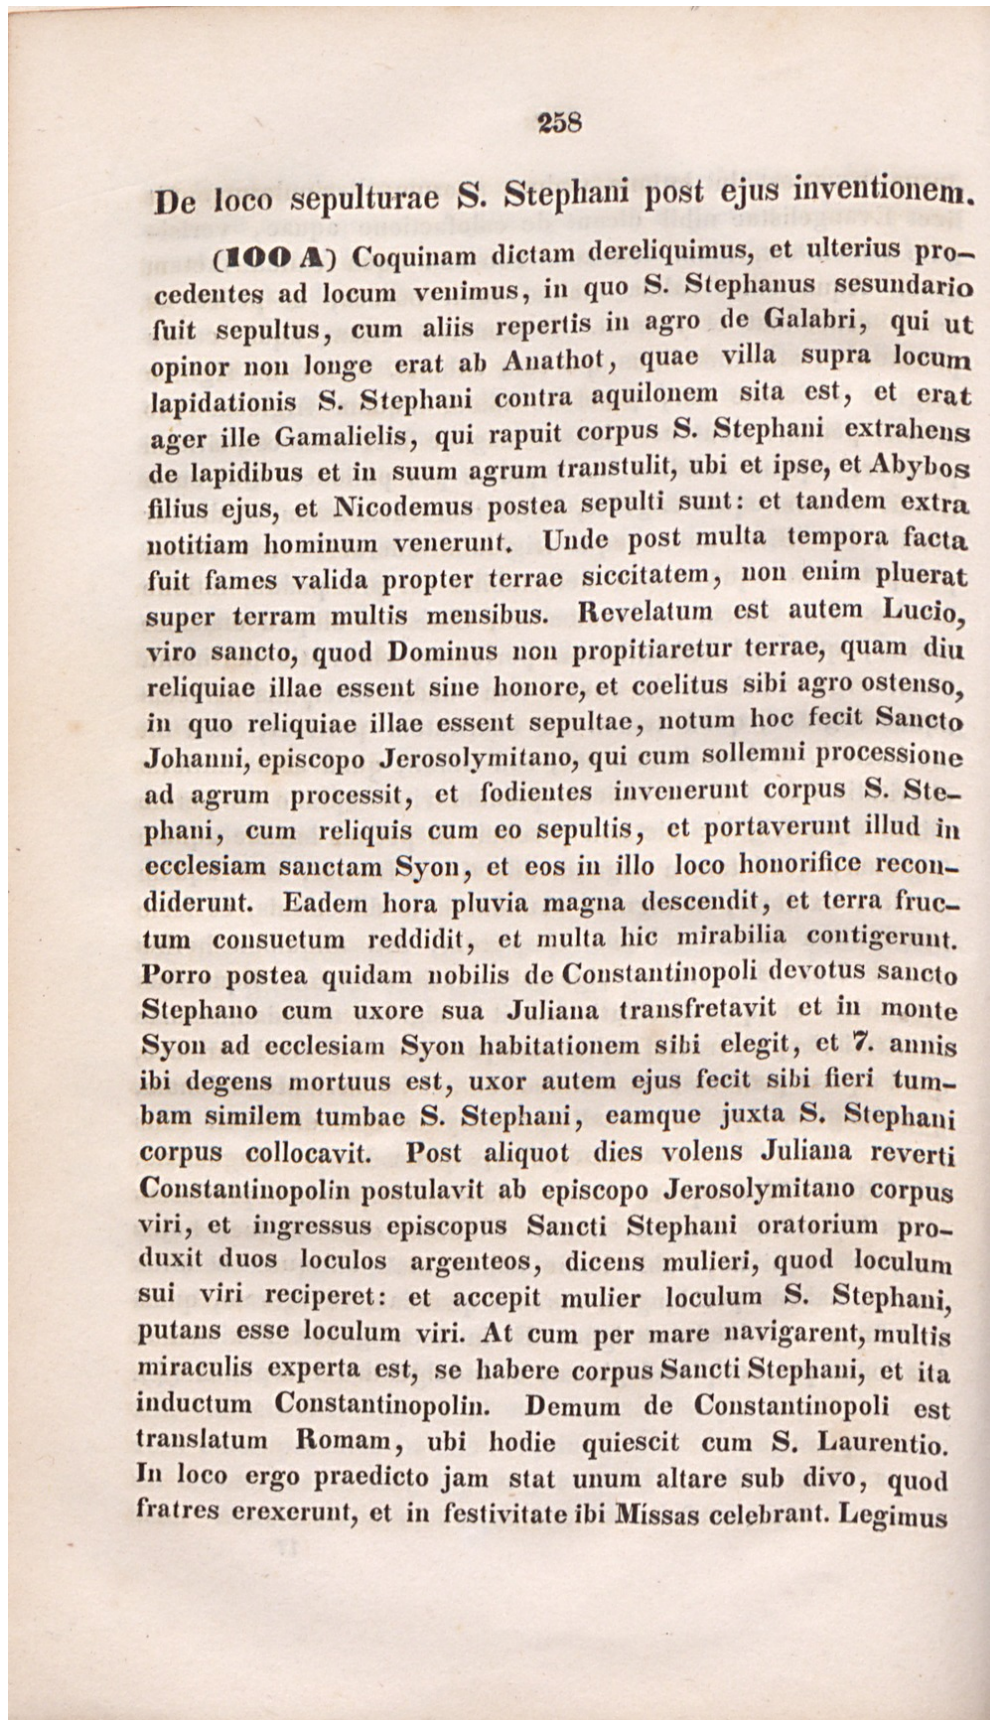 258
De loco sepulturae S. Stephani post ejus inventionem.
(100 A) Coquinam dictam dereliquimus, et ulterius pro-
cedentes ad locum venimus, in quo S. Stephanus sesundario
fuit sepultus, cum aliis repertis in agro de Galabri, qui ut
opinor non longe erat ab Anathot, quae villa supra locum
lapidationis S. Stephani contra aquilonem sita est, et erat
ager ille Gamalielis, qui rapuit corpus S. Stephani extrahens
de lapidibus et in suum agrum transtulit, ubi et ipse, et Abybos
filius ejus, et Nicodemus postea sepulti sunt: et tandem extra
notitiam hominum venerunt. Unde post multa tempora facta
fuit fames valida propter terrae siccitatem, non enim pluerat
super terram multis mensibus. Revelatum est autem Lucio,
viro sancto, quod Dominus non propitiaretur terrae, quam diu
reliquiae illae essent sine honore, et coelitus sibi agro ostenso,
in quo reliquiae illae essent sepultae, notum hoc fecit Sancto
Johanni, episcopo Jerosolymitano, qui cum sollemni processione
ad agrum processit, et fodientes invenerunt corpus S. Ste-
phani, cum reliquis cum eo sepultis, et portaverunt illud in
ecclesiam sanctam Syon, et eos in illo loco honorifice recon-
diderunt. Eadem hora pluvia magna descendit, et terra fruc-
tum consuetum reddidit, et multa hic mirabilia contigerunt.
Porro postea quidam nobilis de Constantinopoli devotus sancto
Stephano cum uxore sua Juliana transfretavit et in monte
Syon ad ecclesiam Syon habitationem sibi elegit, et 7. annis
ibi degens mortuus est, uxor autem ejus fecit sibi fieri tum-
bam similem tumbae S. Stephani, eamque juxta S. Stephani
corpus collocavit. Post aliquot dies volens Juliana reverti
Constantinopolin postulavit ab episcopo Jerosolymitano corpus
viri, et ingressus episcopus Sancti Stephani oratorium pro-
duxit duos loculos argenteos, dicens mulieri, quod loculum
sui viri reciperet: et accepit mulier loculum S. Stephani,
putans esse loculum viri. At cum per mare navigarent, multis
miraculis experta est, se habere corpus Sancti Stephani, et ita
inductum Constantinopolin. Demum de Constantinopoli est
translatum Romam, ubi hodie quiescit cum S. Laurentio.
In loco ergo praedicto jam stat unum altare sub divo, quod
fratres erexerunt, et in festivitate ibi Missas celebrant. Legimus